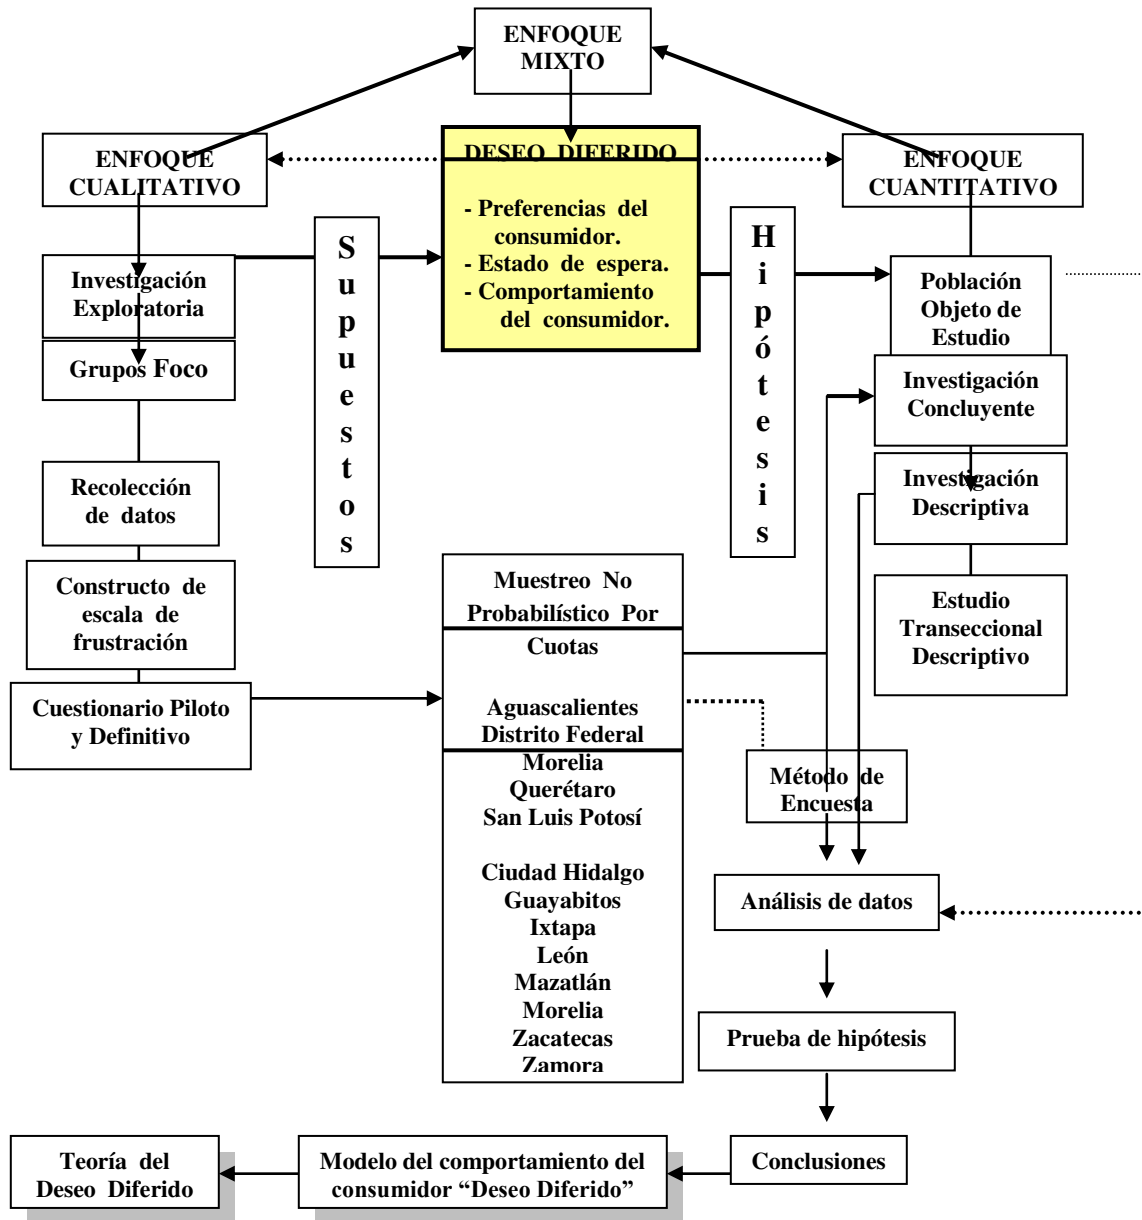 ENFOQUE
MIXTO
ENFOQUE
CUALITATIVO
DESEO DIFERIDO
- Preferencias del
consumidor.
- Estado de espera.
- Comportamiento
del consumidor.
ENFOQUE
CUANTITATIVO
Investigación
Exploratoria
Grupos Foco
Recolección
de datos
Constructo de
escala de
frustración
Cuestionario Piloto
y Definitivo
S
u
p
u
e
s
t
o
s
H
i
p
ó
t
e
s
i
s
Población
Objeto de
Estudio
Investigación
Concluyente
Investigación
Descriptiva
Estudio
Transeccional
Descriptivo
Muestreo No
Probabilístico Por
Cuotas
Aguascalientes
Distrito Federal
Morelia
Querétaro
San Luis Potosí
Ciudad Hidalgo
Guayabitos
Ixtapa
León
Mazatlán
Morelia
Zacatecas
Zamora
Método de
Encuesta
Análisis de datos
Prueba de hipótesis
Conclusiones
Modelo del comportamiento del
consumidor “Deseo Diferido”
Teoría del
Deseo Diferido